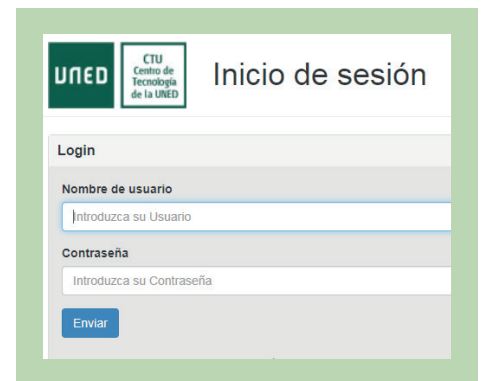 UNED
CTU
Centro de
Tecnología
de la UNED
Inicio de sesión
Login
Nombre de usuario
Introduzca su Usuario
Contraseña
Introduzca su Contraseña
Enviar